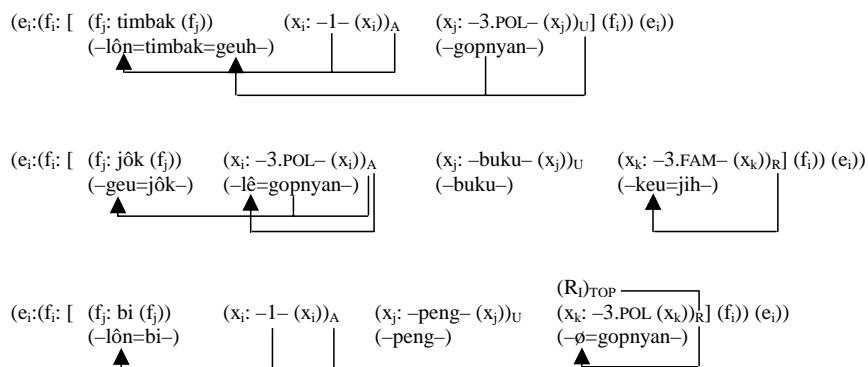 (eᵢ:(fᵢ: [ (fⱼ: timbak (fⱼ)) (xᵢ: –1– (xᵢ))A (xⱼ: –3.POL– (xⱼ))U] (fᵢ)) (eᵢ))
(–lôn=timbak=geuh–) (–gopnyan–)
(eᵢ:(fᵢ: [ (fⱼ: jôk (fⱼ)) (xᵢ: –3.POL– (xᵢ))A (xⱼ: –buku– (xⱼ))U (xₖ: –3.FAM– (xₖ))R] (fᵢ)) (eᵢ))
(–geu=jôk–) (–lê=gopnyan–) (–buku–) (–keu=jih–)
(R_I)TOP
(eᵢ:(fᵢ: [ (fⱼ: bi (fⱼ)) (xᵢ: –1– (xᵢ))A (xⱼ: –peng– (xⱼ))U (xₖ: –3.POL (xₖ))R] (fᵢ)) (eᵢ))
(–lôn=bi–) (–peng–) (–ø=gopnyan–)